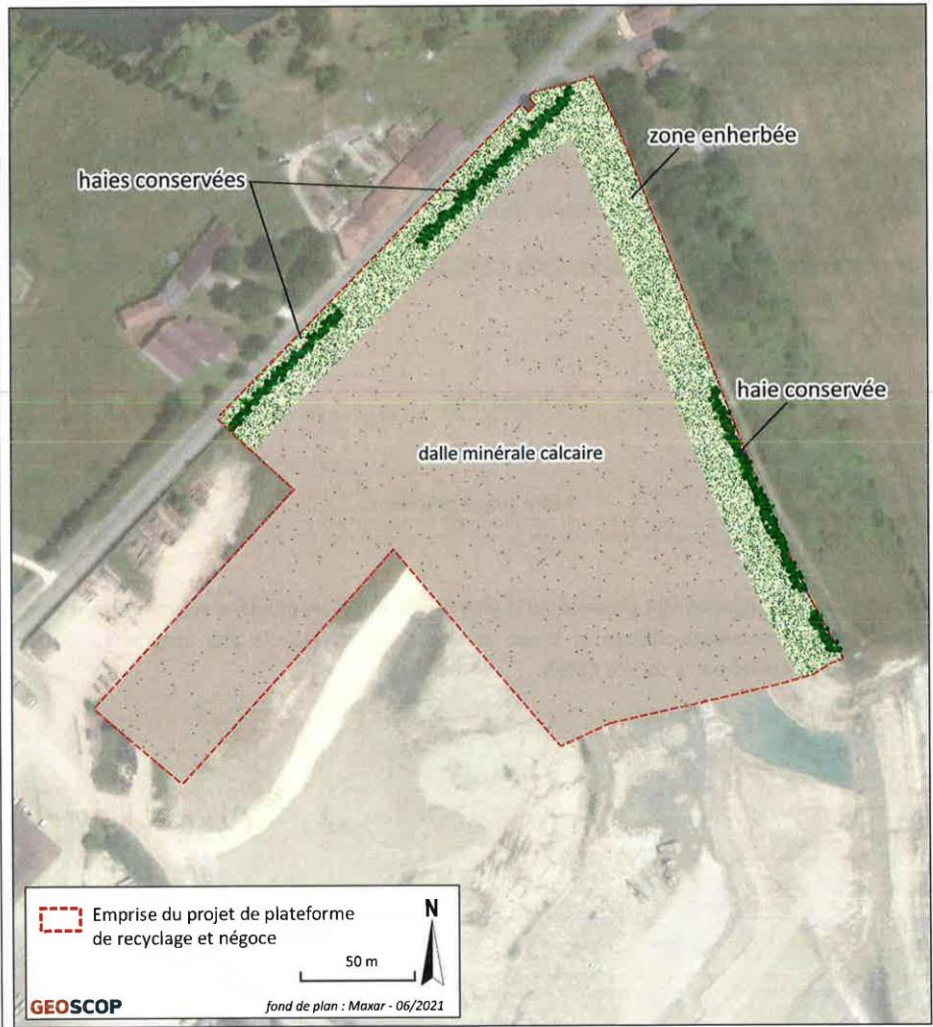 zone enherbée
haies conservées
haie conservée
dalle minérale calcaire
Emprise du projet de plateforme
de recyclage et négoce
N
50 m
GEOSCOP
fond de plan : Maxar - 06/2021